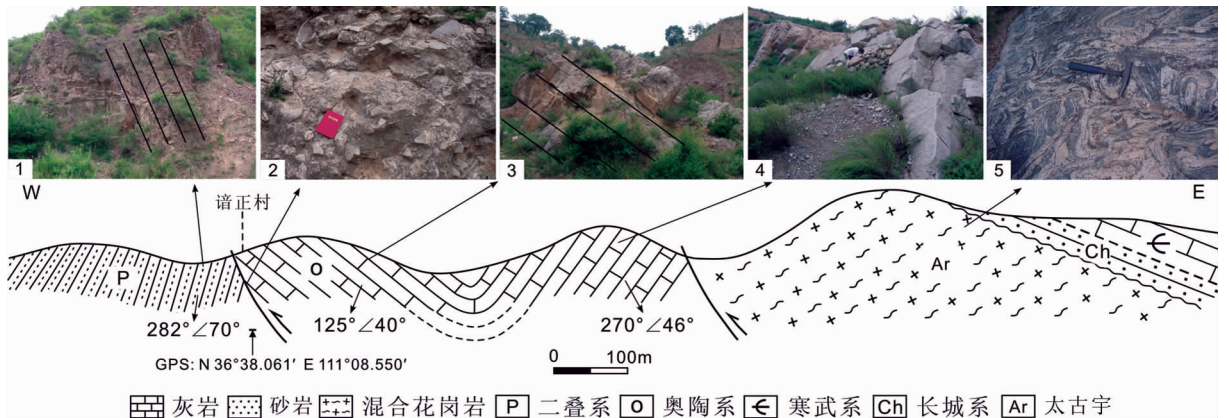 1
2
3
4
5
W
E
谙正村
P
O
Ar
Ch
Є
282°∠70°
125°∠40°
270°∠46°
GPS: N 36°38.061′ E 111°08.550′
0 100m
灰岩 砂岩 混合花岗岩 P 二叠系 O 奥陶系 Є 寒武系 Ch 长城系 Ar 太古宇